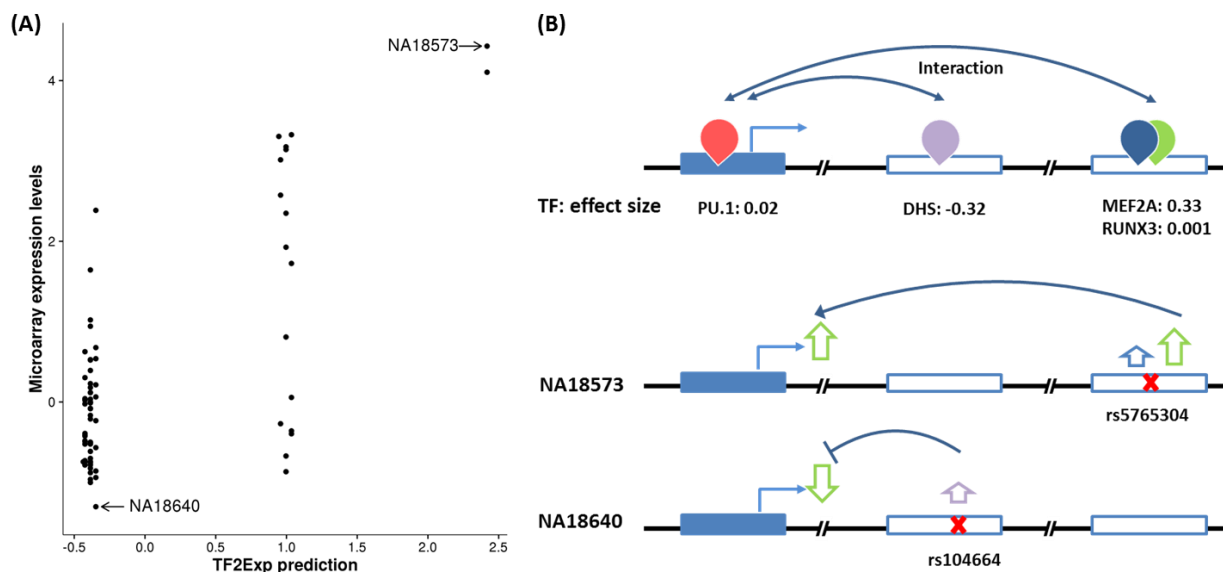 (A)
NA18573
4
2
0
NA18640
-0.5 0.0 0.5 1.0 1.5 2.0 2.5
TF2Exp prediction
Microarray expression levels
(B)
Interaction
TF: effect size
PU.1: 0.02
DHS: -0.32
MEF2A: 0.33
RUNX3: 0.001
NA18573
rs5765304
NA18640
rs104664